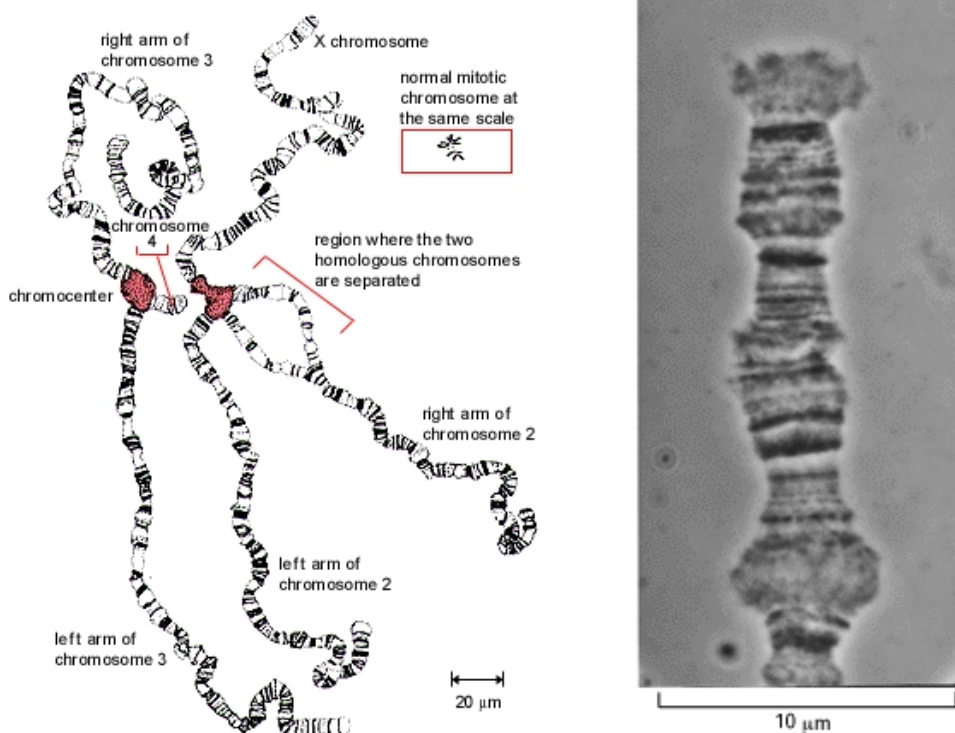 right arm of
chromosome 3
X chromosome
normal mitotic
chromosome at
the same scale
chromosome
4
region where the two
homologous chromosomes
are separated
chromocenter
right arm of
chromosome 2
left arm of
chromosome 2
left arm of
chromosome 3
20 μm
10 μm